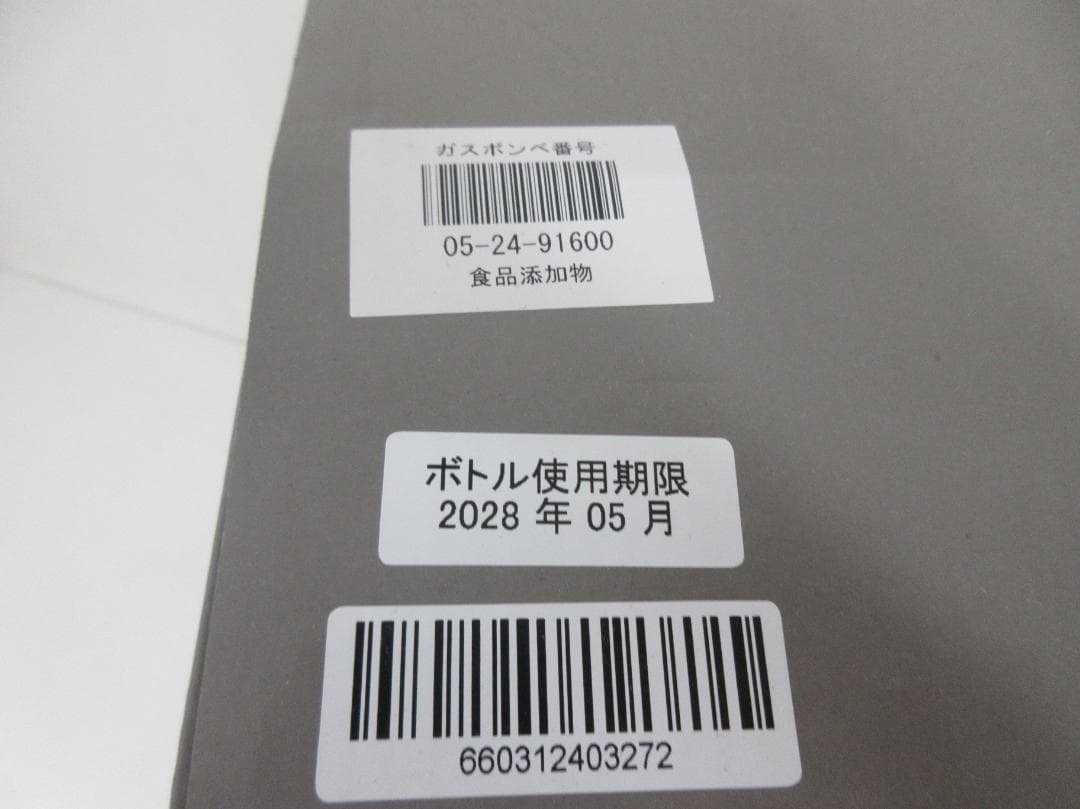 ガスボンベ番号
05-24-91600
食品添加物
ボトル使用期限
2028 年 05 月
660312403272